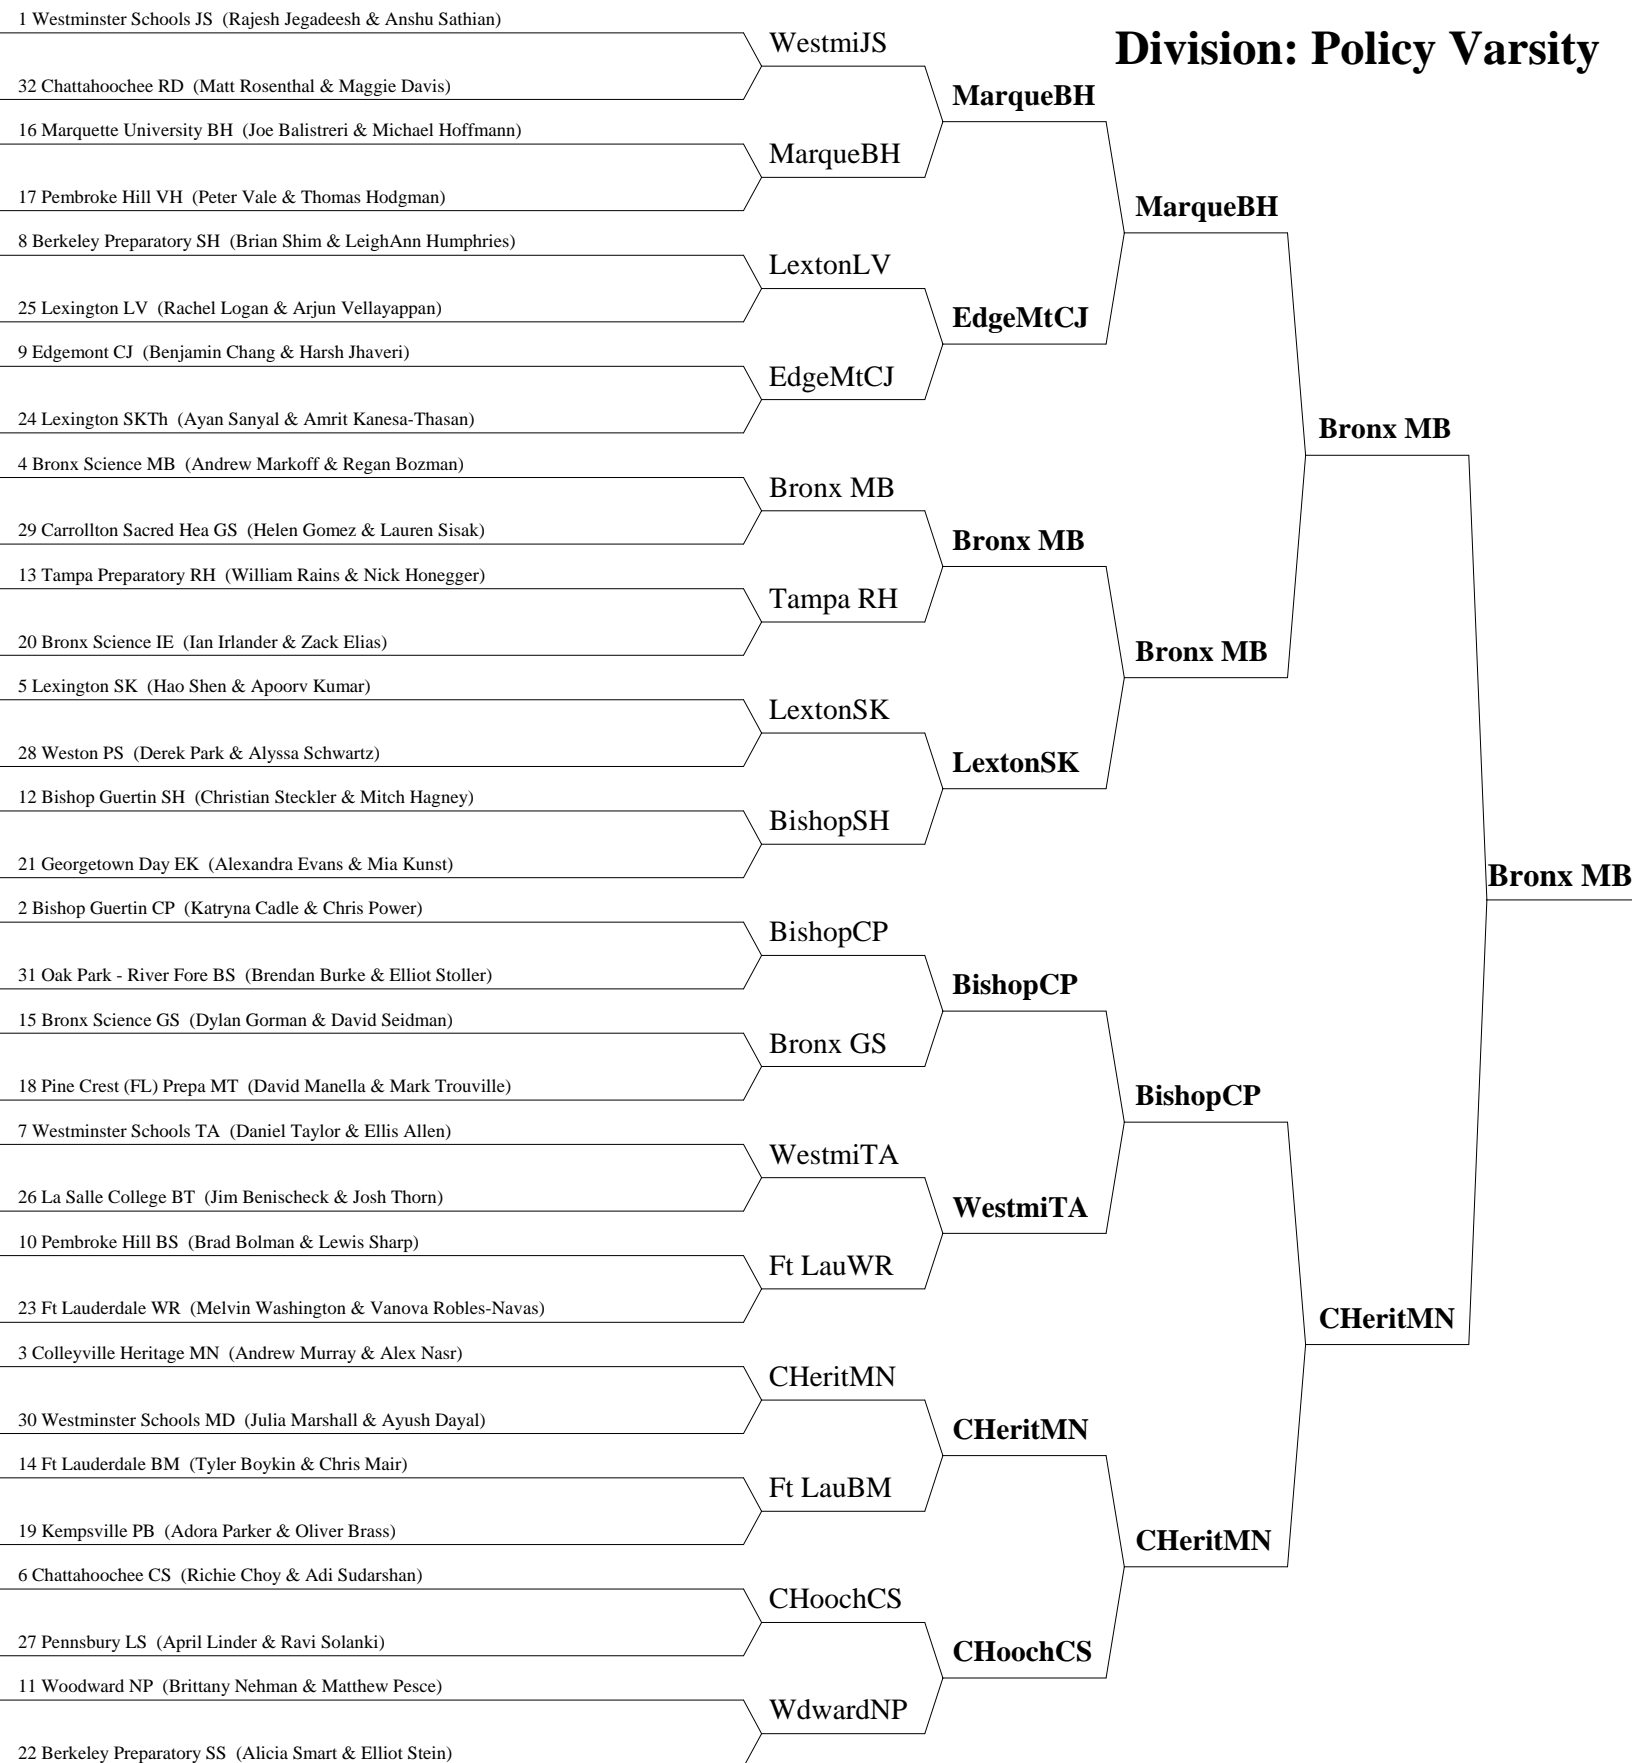 Division: Policy Varsity
1 Westminster Schools JS (Rajesh Jegadeesh & Anshu Sathian)
WestmiJS
32 Chattahoochee RD (Matt Rosenthal & Maggie Davis)
MarqueBH
16 Marquette University BH (Joe Balistreri & Michael Hoffmann)
MarqueBH
17 Pembroke Hill VH (Peter Vale & Thomas Hodgman)
MarqueBH
8 Berkeley Preparatory SH (Brian Shim & LeighAnn Humphries)
LextonLV
25 Lexington LV (Rachel Logan & Arjun Vellayappan)
EdgeMtCJ
9 Edgemont CJ (Benjamin Chang & Harsh Jhaveri)
EdgeMtCJ
24 Lexington SKTh (Ayan Sanyal & Amrit Kanesa-Thasan)
Bronx MB
4 Bronx Science MB (Andrew Markoff & Regan Bozman)
Bronx MB
29 Carrollton Sacred Hea GS (Helen Gomez & Lauren Sisak)
Bronx MB
13 Tampa Preparatory RH (William Rains & Nick Honegger)
Tampa RH
20 Bronx Science IE (Ian Irlander & Zack Elias)
Bronx MB
5 Lexington SK (Hao Shen & Apoorv Kumar)
LextonSK
28 Weston PS (Derek Park & Alyssa Schwartz)
LextonSK
12 Bishop Guertin SH (Christian Steckler & Mitch Hagney)
BishopSH
21 Georgetown Day EK (Alexandra Evans & Mia Kunst)
Bronx MB
2 Bishop Guertin CP (Katryna Cadle & Chris Power)
BishopCP
31 Oak Park - River Fore BS (Brendan Burke & Elliot Stoller)
BishopCP
15 Bronx Science GS (Dylan Gorman & David Seidman)
Bronx GS
18 Pine Crest (FL) Prepa MT (David Manella & Mark Trouville)
BishopCP
7 Westminster Schools TA (Daniel Taylor & Ellis Allen)
WestmiTA
26 La Salle College BT (Jim Benischeck & Josh Thorn)
WestmiTA
10 Pembroke Hill BS (Brad Bolman & Lewis Sharp)
Ft LauWR
23 Ft Lauderdale WR (Melvin Washington & Vanova Robles-Navas)
CHeritMN
3 Colleyville Heritage MN (Andrew Murray & Alex Nasr)
CHeritMN
30 Westminster Schools MD (Julia Marshall & Ayush Dayal)
CHeritMN
14 Ft Lauderdale BM (Tyler Boykin & Chris Mair)
Ft LauBM
19 Kempsville PB (Adora Parker & Oliver Brass)
CHeritMN
6 Chattahoochee CS (Richie Choy & Adi Sudarshan)
CHoochCS
27 Pennsbury LS (April Linder & Ravi Solanki)
CHoochCS
11 Woodward NP (Brittany Nehman & Matthew Pesce)
WdwardNP
22 Berkeley Preparatory SS (Alicia Smart & Elliot Stein)